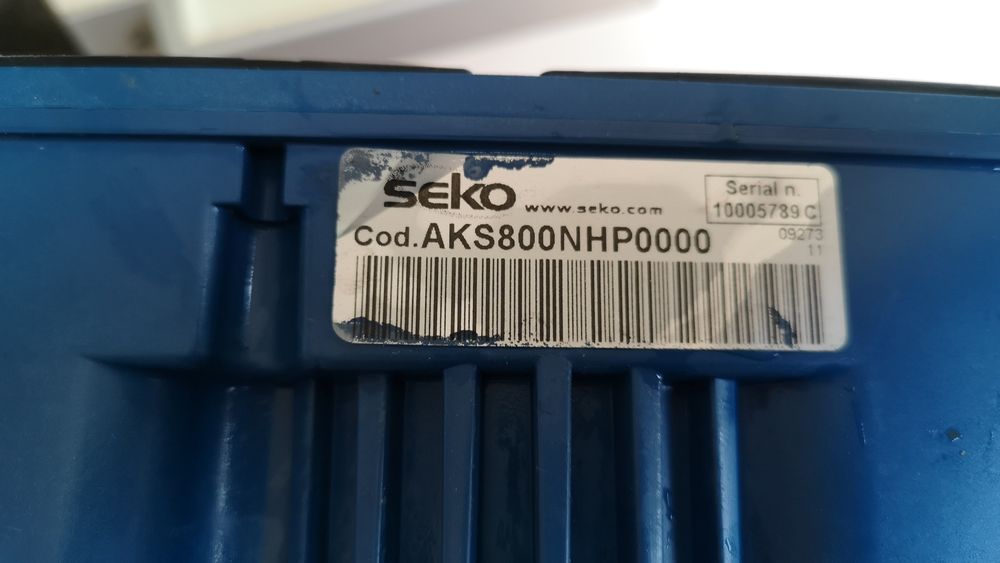 SEKO www.seko.com
Serial n.
10005789 C
Cod.AKS800NHP0000
09273
11